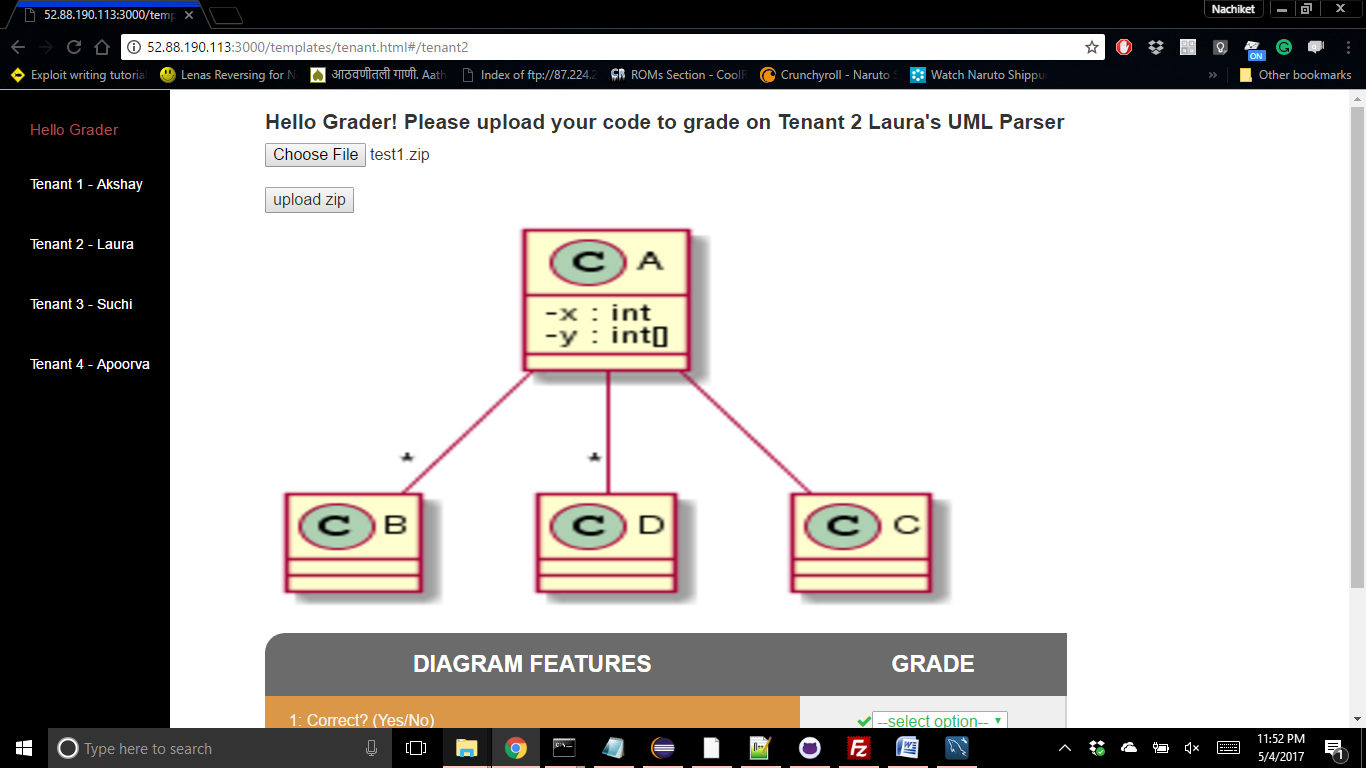 52.88.190.113:3000/temp
Nachiket
52.88.190.113:3000/templates/tenant.html#/tenant2
ON
Exploit writing tutoria
Lenas Reversing for N
आठवणीतली गाणी. Aath
Index of ftp://87.224.2
ROMs Section - CoolR
Crunchyroll - Naruto S
Watch Naruto Shippu
»
Other bookmarks
Hello Grader
Tenant 1 - Akshay
Tenant 2 - Laura
Tenant 3 - Suchi
Tenant 4 - Apoorva
Hello Grader! Please upload your code to grade on Tenant 2 Laura's UML Parser
Choose File test1.zip
upload zip
C A
-x : int
-y : int[]
* *
C B
C D
C C
DIAGRAM FEATURES GRADE
1: Correct? (Yes/No) --select option--
Type here to search
11:52 PM
5/4/2017
1